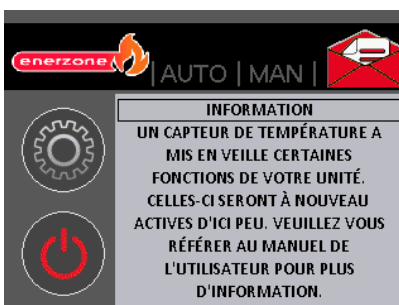 enerzone
| AUTO | MAN |
INFORMATION
UN CAPTEUR DE TEMPÉRATURE A
MIS EN VEILLE CERTAINES
FONCTIONS DE VOTRE UNITÉ.
CELLES-CI SERONT À NOUVEAU
ACTIVES D'ICI PEU. VEUILLEZ VOUS
RÉFÉRER AU MANUEL DE
L'UTILISATEUR POUR PLUS
D'INFORMATION.